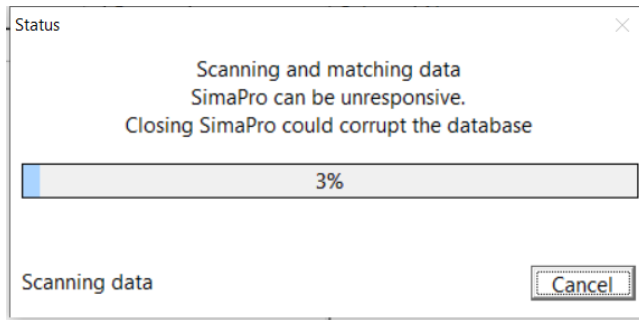 Status
Scanning and matching data
SimaPro can be unresponsive.
Closing SimaPro could corrupt the database
3%
Scanning data
Cancel